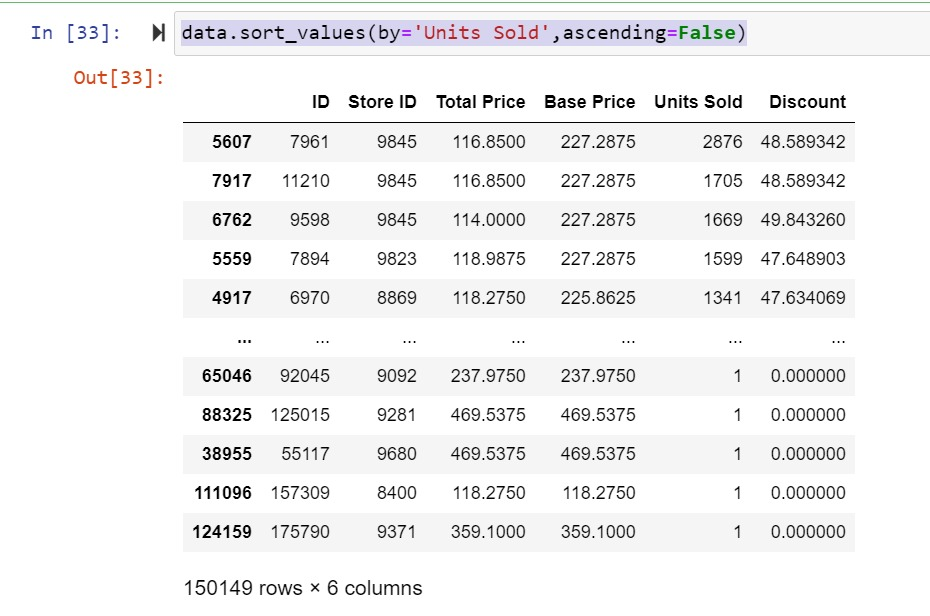 In [33]: data.sort_values(by='Units Sold',ascending=False)
Out[33]:
ID Store ID Total Price Base Price Units Sold Discount
5607 7961 9845 116.8500 227.2875 2876 48.589342
7917 11210 9845 116.8500 227.2875 1705 48.589342
6762 9598 9845 114.0000 227.2875 1669 49.843260
5559 7894 9823 118.9875 227.2875 1599 47.648903
4917 6970 8869 118.2750 225.8625 1341 47.634069
... ... ... ... ... ... ...
65046 92045 9092 237.9750 237.9750 1 0.000000
88325 125015 9281 469.5375 469.5375 1 0.000000
38955 55117 9680 469.5375 469.5375 1 0.000000
111096 157309 8400 118.2750 118.2750 1 0.000000
124159 175790 9371 359.1000 359.1000 1 0.000000
150149 rows × 6 columns